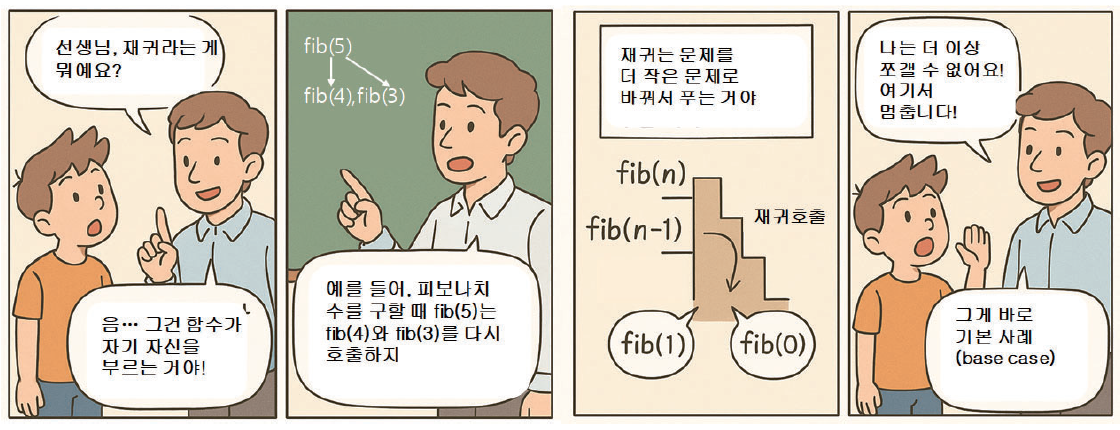 선생님, 재귀라는 게
뭐예요?
음… 그건 함수가
자기 자신을
부르는 거야!
fib(5)
fib(4),fib(3)
예를 들어, 피보나치
수를 구할 때 fib(5)는
fib(4)와 fib(3)를 다시
호출하지
재귀는 문제를
더 작은 문제로
바꿔서 푸는 거야
fib(n)
fib(n-1)
재귀호출
fib(1)
fib(0)
나는 더 이상
쪼갤 수 없어요!
여기서
멈춥니다!
그게 바로
기본 사례
(base case)